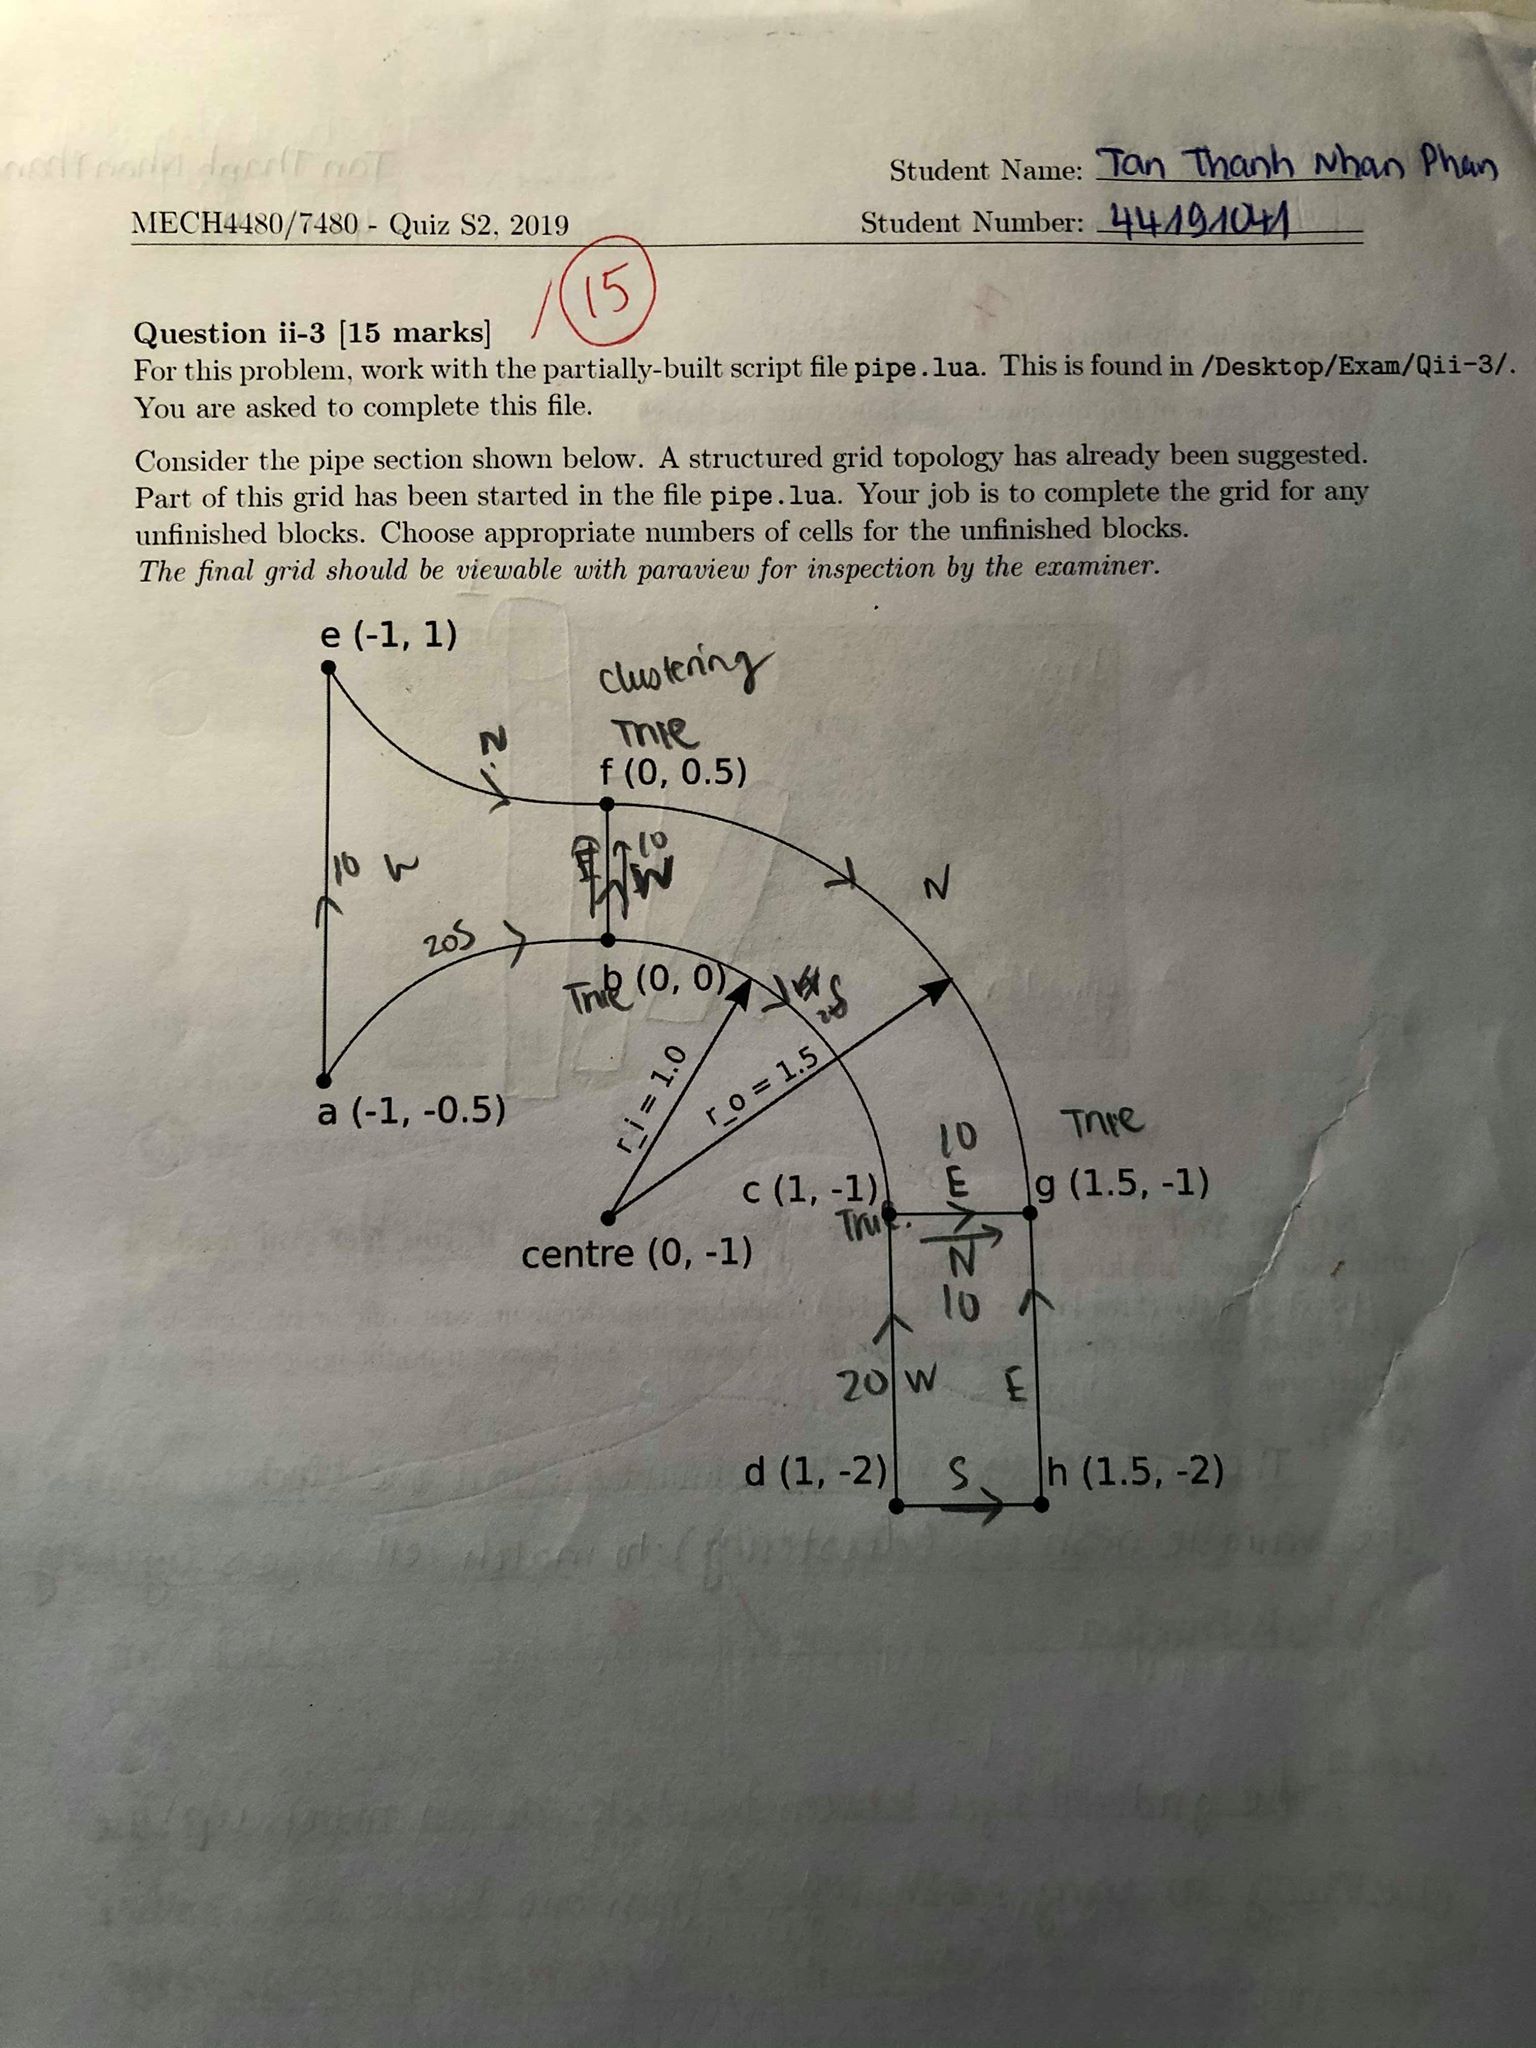 Student Name: Tan Thanh Nhan Phan
MECH4480/7480 - Quiz S2, 2019
Student Number: 44191041
/ 15
Question ii-3 [15 marks]
For this problem, work with the partially-built script file pipe.lua. This is found in /Desktop/Exam/Qii-3/.
You are asked to complete this file.
Consider the pipe section shown below. A structured grid topology has already been suggested.
Part of this grid has been started in the file pipe.lua. Your job is to complete the grid for any
unfinished blocks. Choose appropriate numbers of cells for the unfinished blocks.
The final grid should be viewable with paraview for inspection by the examiner.
e (-1, 1)
clustering
True
N
f (0, 0.5)
10 W
10
W
N
20S
b (0, 0)
True
S
a (-1, -0.5)
r_i = 1.0
r_o = 1.5
10
True
c (1, -1)
E
g (1.5, -1)
True.
centre (0, -1)
N
10
20 W
E
d (1, -2)
S
h (1.5, -2)